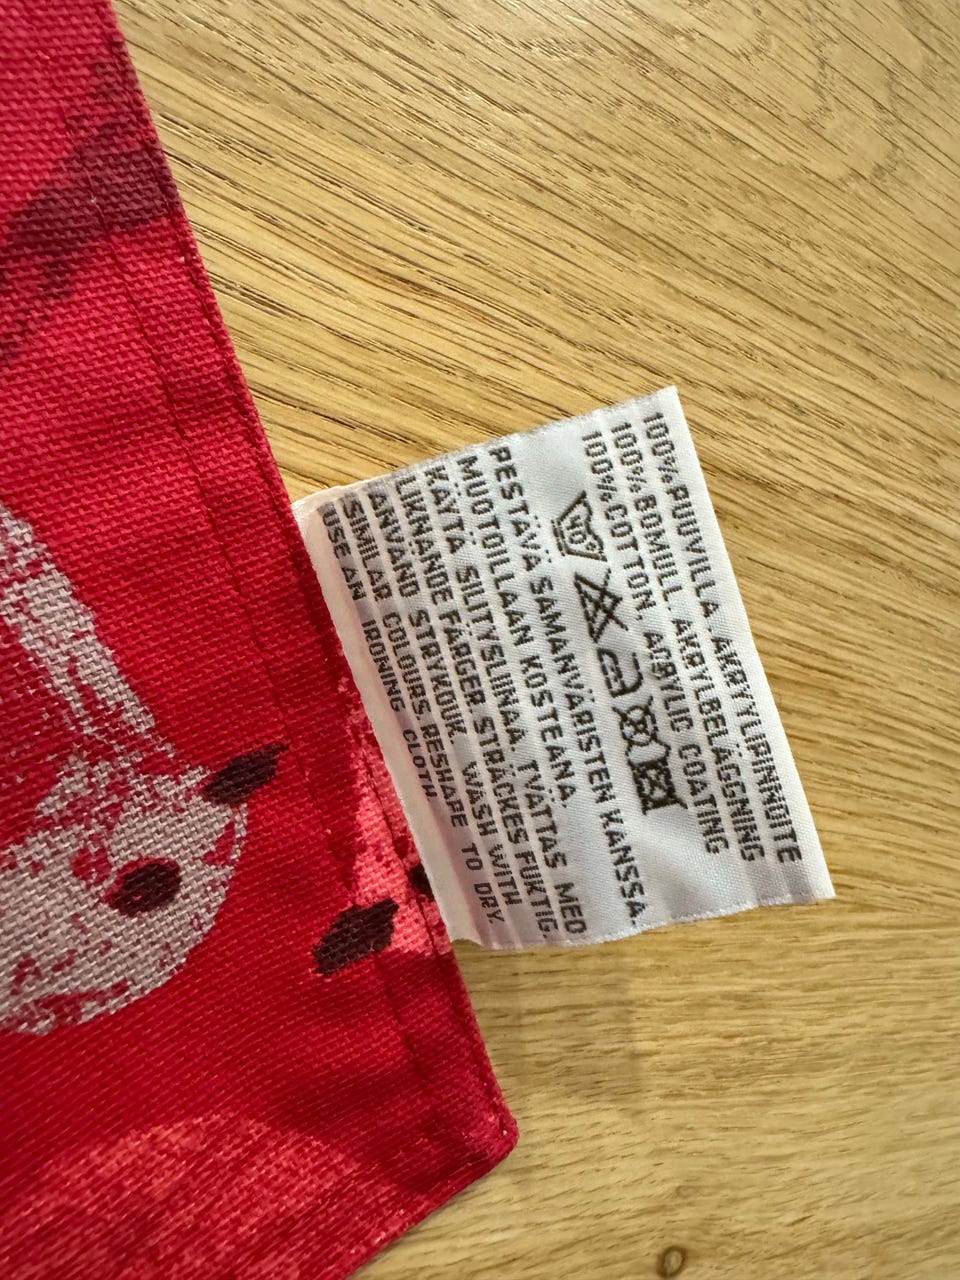 100%PUUVILLA, AKRYYLIPINNOITE
100%BOMULL, AKRYLBELÄGGNING
100%COTTON, ACRYLIC COATING
40
PESTÄVÄ SAMANVÄRISTEN KANSSA.
MUOTOILLAAN KOSTEANA.
KÄYTÄ SILITYSLIINAA. TVÄTTAS MED
LIKNANDE FÄRGER. STRÄCKES FUKTIG.
ANVÄND STRYKDUK. WASH WITH
SIMILAR COLOURS.RESHAPE TO DRY.
USE AN IRONING CLOTH